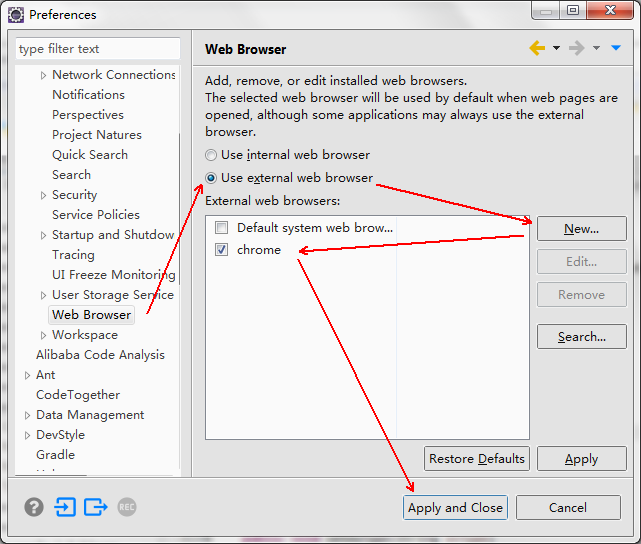 Preferences
type filter text
Network Connections
Notifications
Perspectives
Project Natures
Quick Search
Search
Security
Service Policies
Startup and Shutdow
Tracing
UI Freeze Monitoring
User Storage Service
Web Browser
Workspace
Alibaba Code Analysis
Ant
CodeTogether
Data Management
DevStyle
Gradle
Web Browser
Add, remove, or edit installed web browsers.
The selected web browser will be used by default when web pages are
opened, although some applications may always use the external
browser.
Use internal web browser
Use external web browser
External web browsers:
Default system web brow...
chrome
New...
Edit...
Remove
Search...
Restore Defaults
Apply
REC
Apply and Close
Cancel